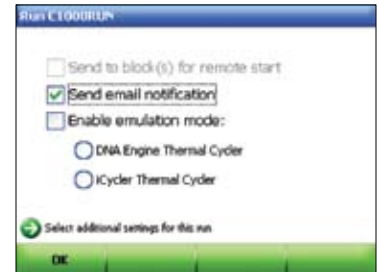 Run C1000RUN
Send to block(s) for remote start
Send email notification
Enable emulation mode:
DNA Engine Thermal Cycler
iCycler Thermal Cycler
Select additional settings for this run
OK